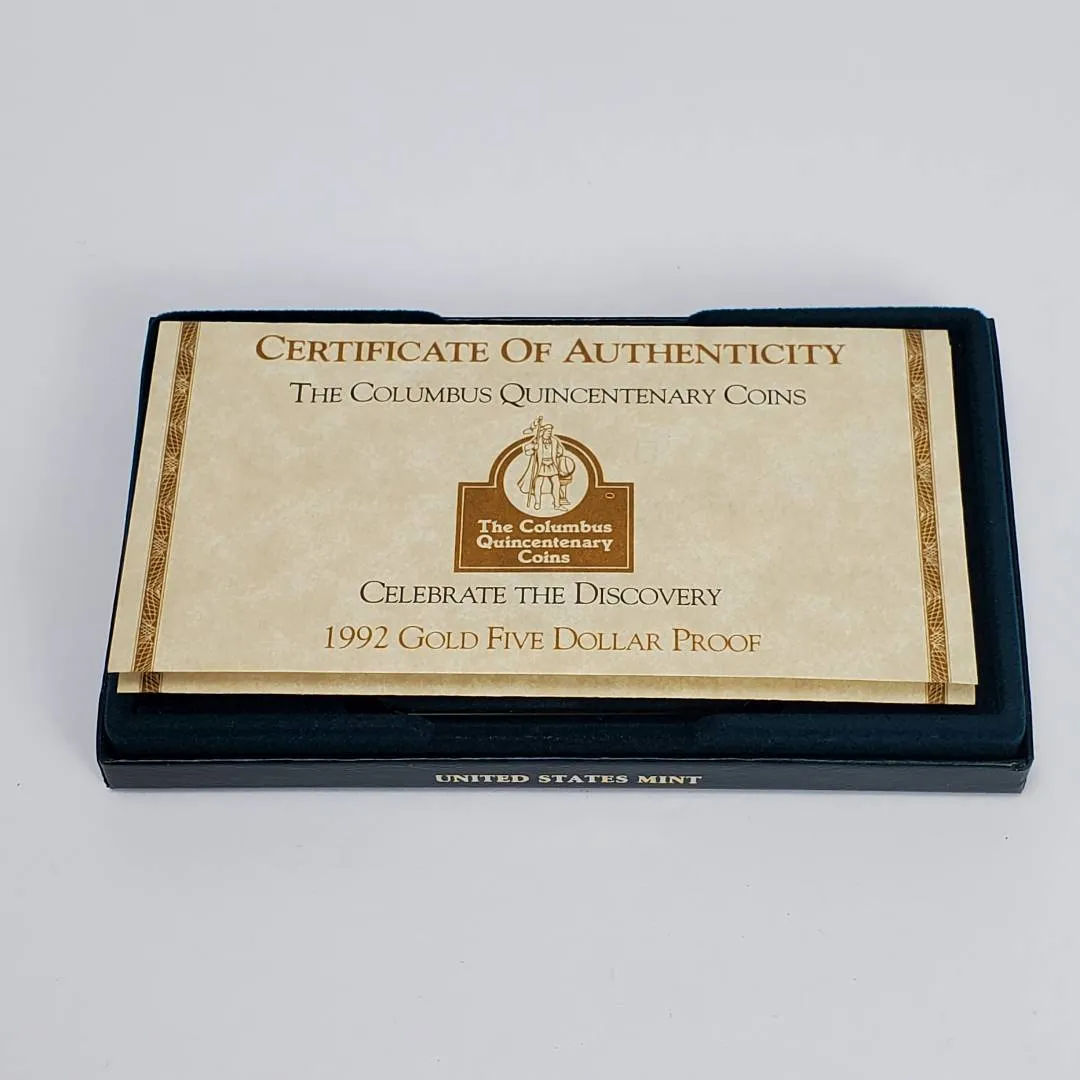 CERTIFICATE OF AUTHENTICITY
THE COLUMBUS QUINCENTENARY COINS
The Columbus
Quincentenary
Coins
CELEBRATE THE DISCOVERY
1992 GOLD FIVE DOLLAR PROOF
UNITED STATES MINT